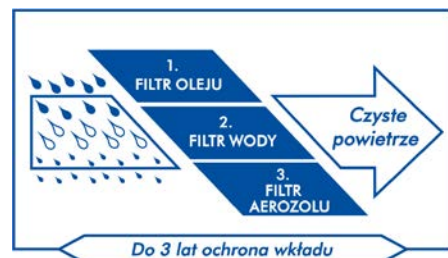 1.
FILTR OLEJU
2.
FILTR WODY
3.
FILTR
AEROZOLU
Czyste
powietrze
Do 3 lat ochrona wkładu